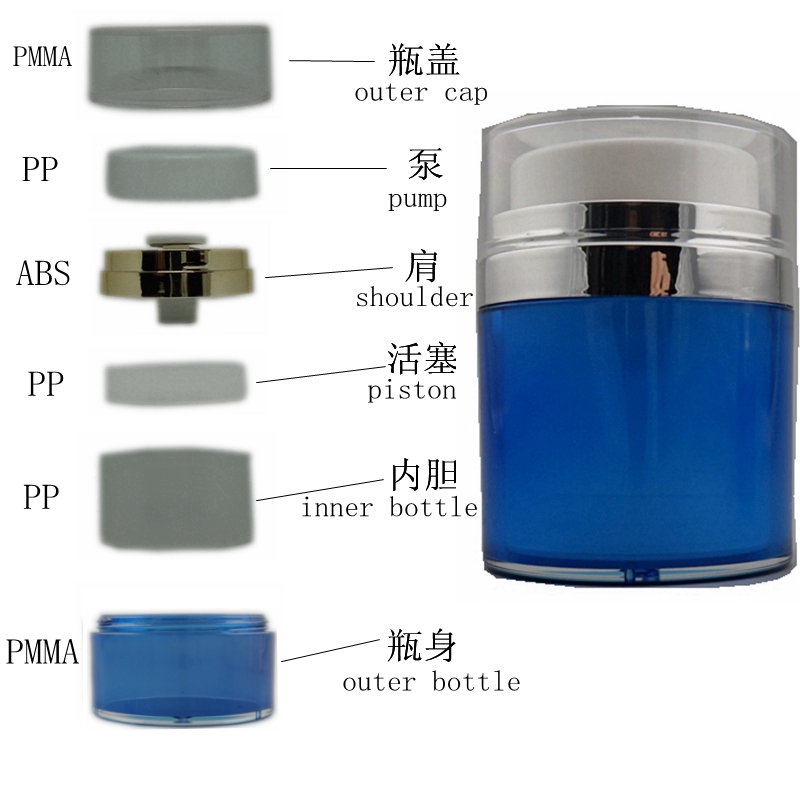 PMMA
瓶盖
outer cap
PP
泵
pump
ABS
肩
shoulder
PP
活塞
piston
PP
内胆
inner bottle
PMMA
瓶身
outer bottle